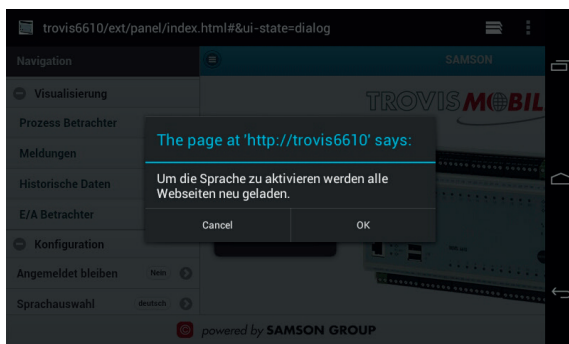 trovis6610/ext/panel/index.html#&ui-state=dialog
Navigation
SAMSON
Visualisierung
TROVIS MOBIL
Prozess Betrachter
Meldungen
Historische Daten
E/A Betrachter
Konfiguration
Angemeldet bleiben Nein
Sprachauswahl deutsch
The page at 'http://trovis6610' says:
Um die Sprache zu aktivieren werden alle
Webseiten neu geladen.
Cancel OK
powered by SAMSON GROUP